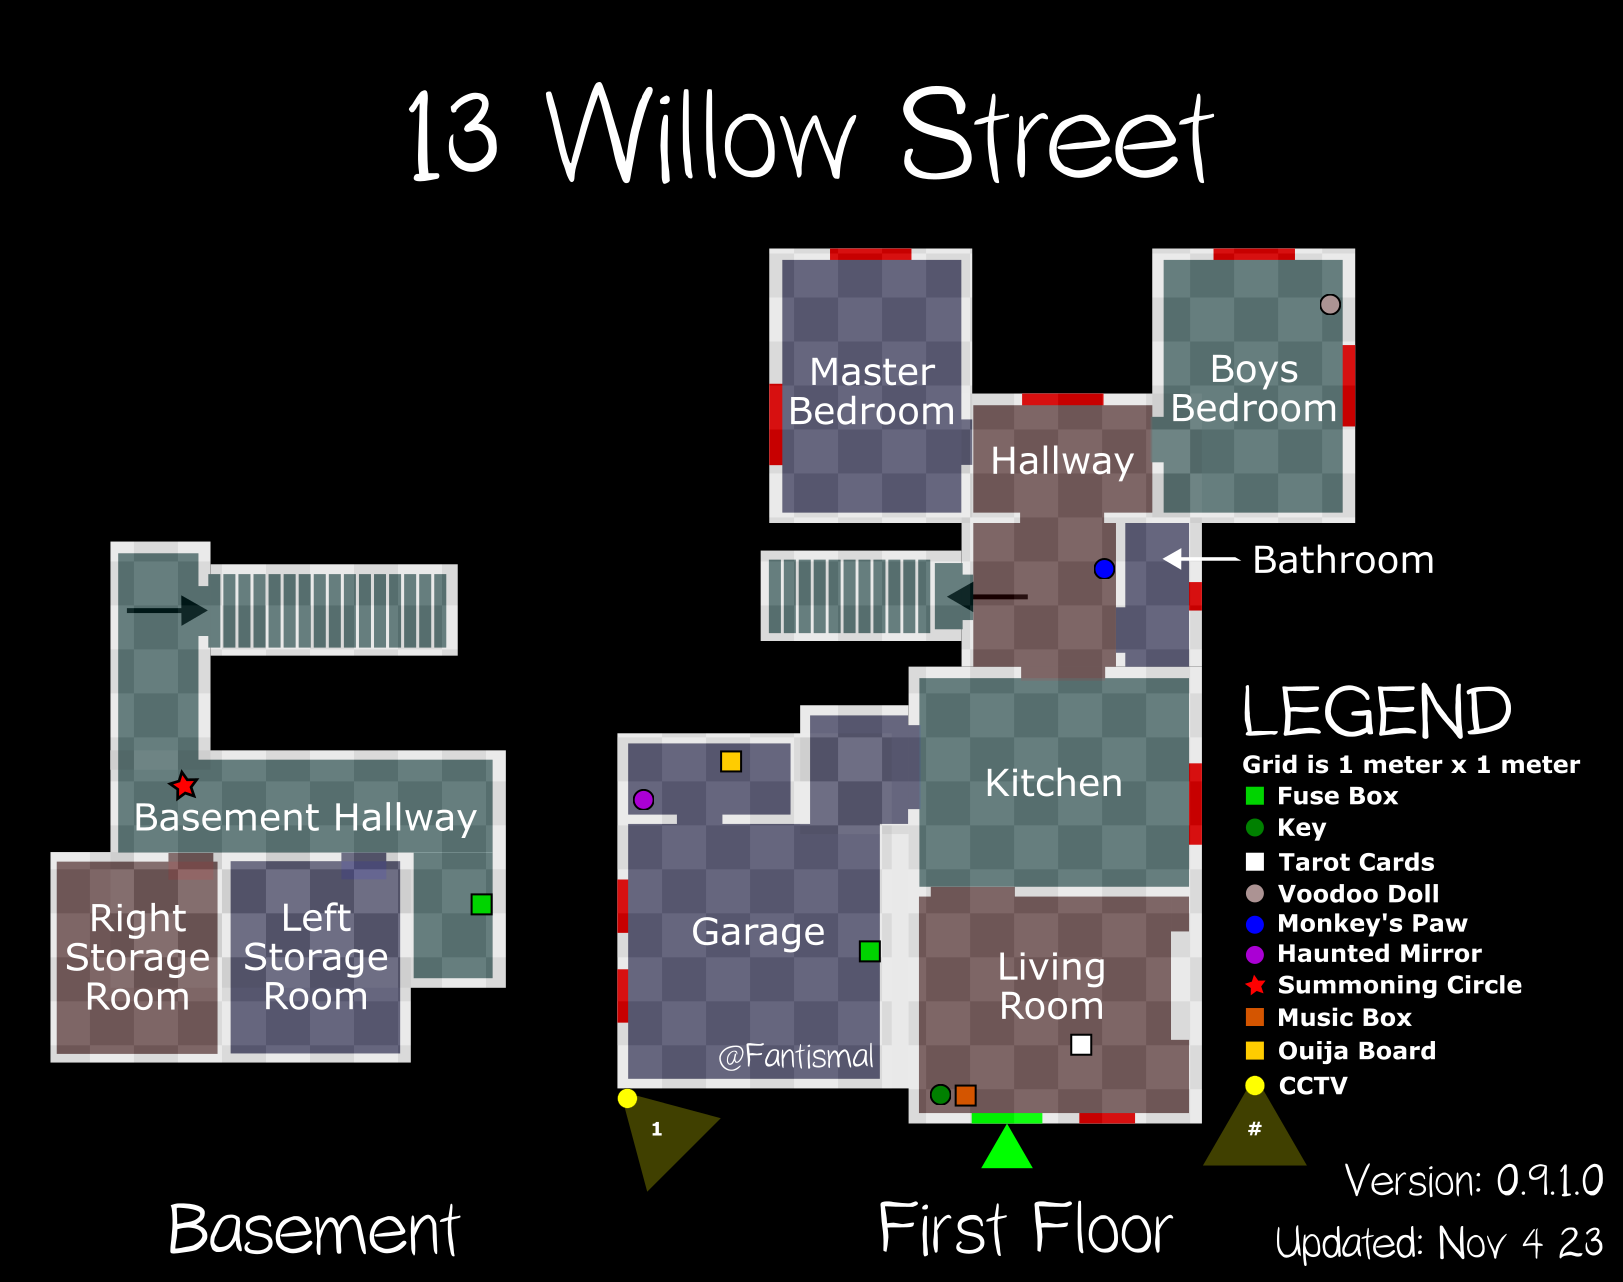 13 Willow Street
Master
Bedroom
Boys
Bedroom
Hallway
Bathroom
Kitchen
Garage
Living
Room
@Fantismal
Basement Hallway
Right
Storage
Room
Left
Storage
Room
1
LEGEND
Grid is 1 meter x 1 meter
Fuse Box
Key
Tarot Cards
Voodoo Doll
Monkey's Paw
Haunted Mirror
Summoning Circle
Music Box
Ouija Board
CCTV
#
Basement
First Floor
Version: 0.9.1.0
Updated: Nov 4 23